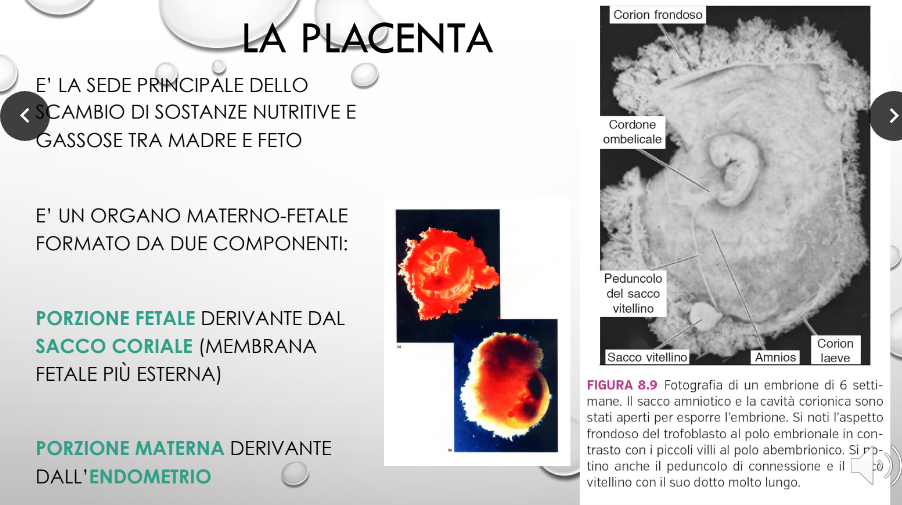 LA PLACENTA
E' LA SEDE PRINCIPALE DELLO
SCAMBIO DI SOSTANZE NUTRITIVE E
GASSOSE TRA MADRE E FETO
E' UN ORGANO MATERNO-FETALE
FORMATO DA DUE COMPONENTI:
PORZIONE FETALE DERIVANTE DAL
SACCO CORIALE (MEMBRANA
FETALE PIÙ ESTERNA)
PORZIONE MATERNA DERIVANTE
DALL'ENDOMETRIO
Corion frondoso
Cordone
ombelicale
Peduncolo
del sacco
vitellino
Sacco vitellino
Amnios
Corion
laeve
FIGURA 8.9 Fotografia di un embrione di 6 setti-
mane. Il sacco amniotico e la cavità corionica sono
stati aperti per esporre l'embrione. Si noti l'aspetto
frondoso del trofoblasto al polo embrionale in con-
trasto con i piccoli villi al polo abembrionico. Si
tino anche il peduncolo di connessione e il
vitellino con il suo dotto molto lungo.